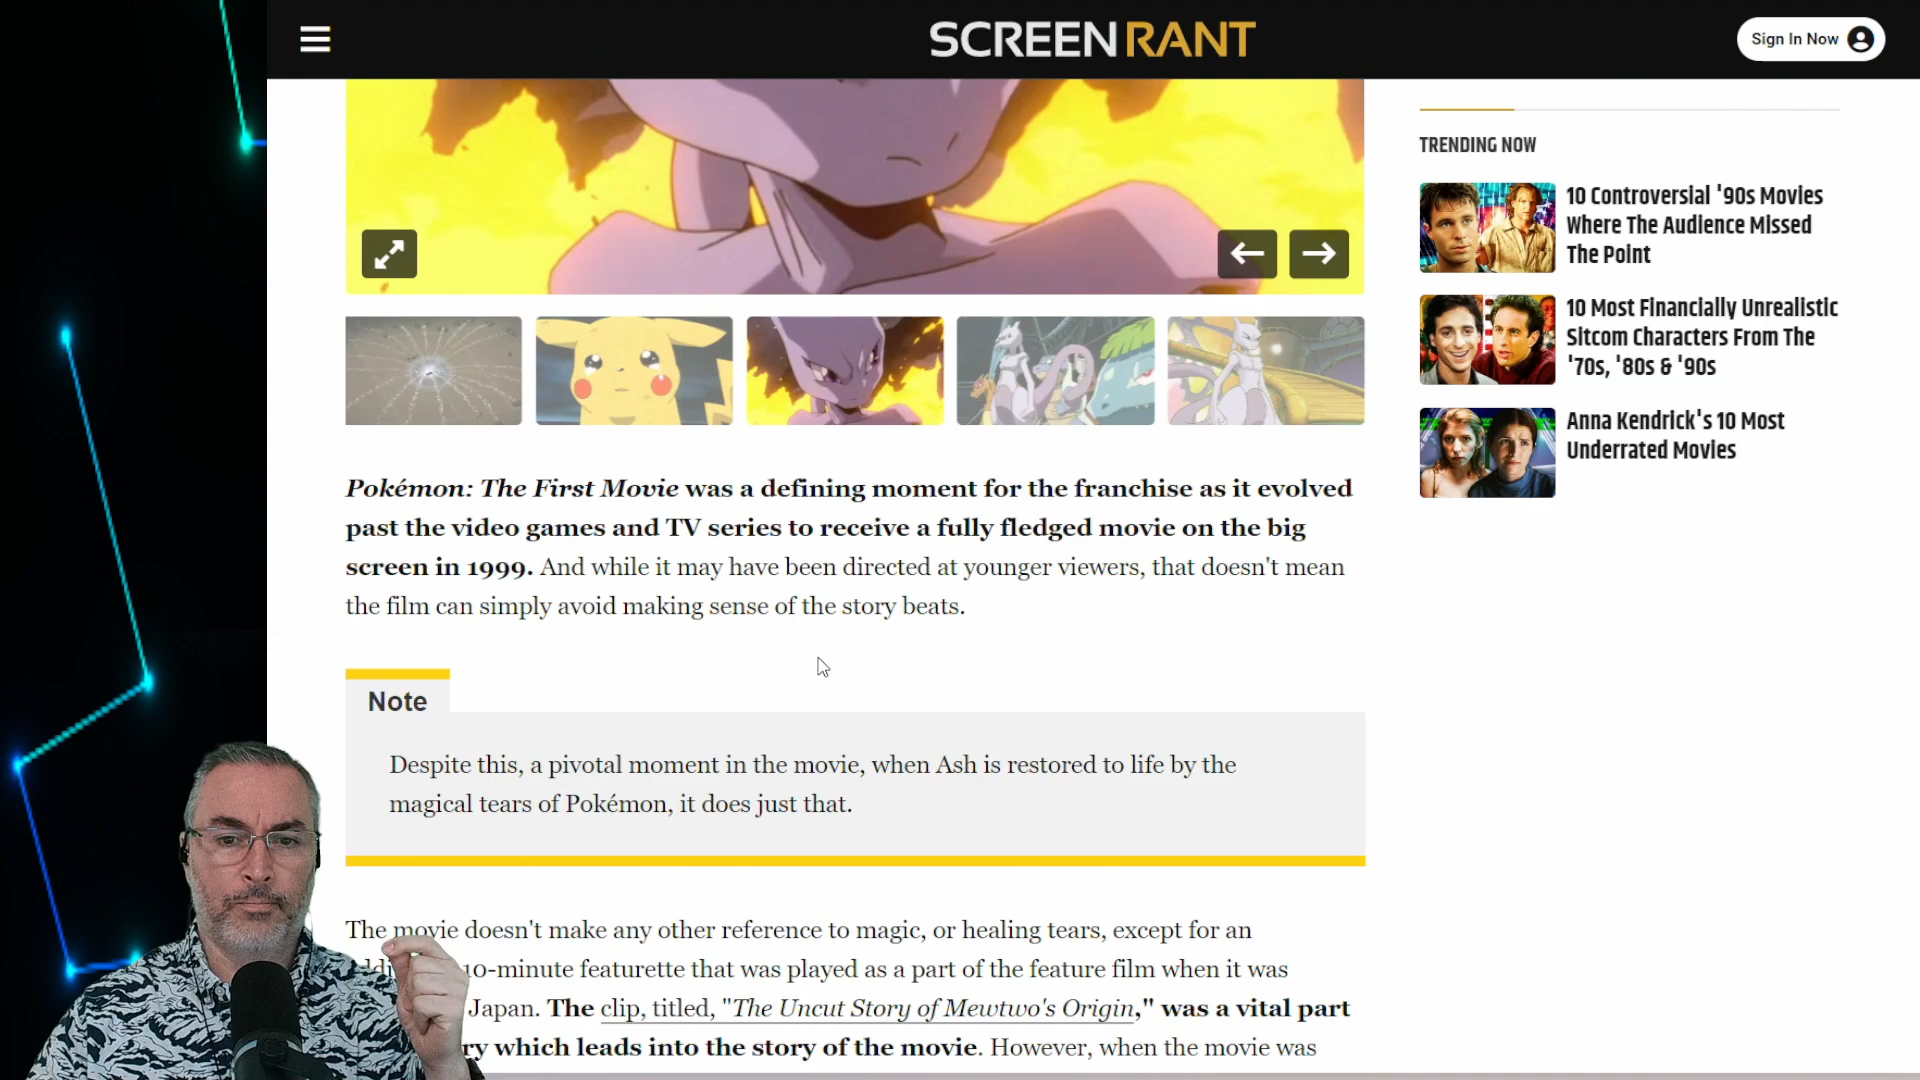 SCREENRANT
Sign In Now
TRENDING NOW
10 Controversial '90s Movies
Where The Audience Missed
The Point
10 Most Financially Unrealistic
Sitcom Characters From The
'70s, '80s & '90s
Anna Kendrick's 10 Most
Underrated Movies
Pokémon: The First Movie was a defining moment for the franchise as it evolved
past the video games and TV series to receive a fully fledged movie on the big
screen in 1999. And while it may have been directed at younger viewers, that doesn't mean
the film can simply avoid making sense of the story beats.
Note
Despite this, a pivotal moment in the movie, when Ash is restored to life by the
magical tears of Pokémon, it does just that.
The movie doesn't make any other reference to magic, or healing tears, except for an
10-minute featurette that was played as a part of the feature film when it was
Japan. The clip, titled, "The Uncut Story of Mewtwo's Origin," was a vital part
which leads into the story of the movie. However, when the movie was